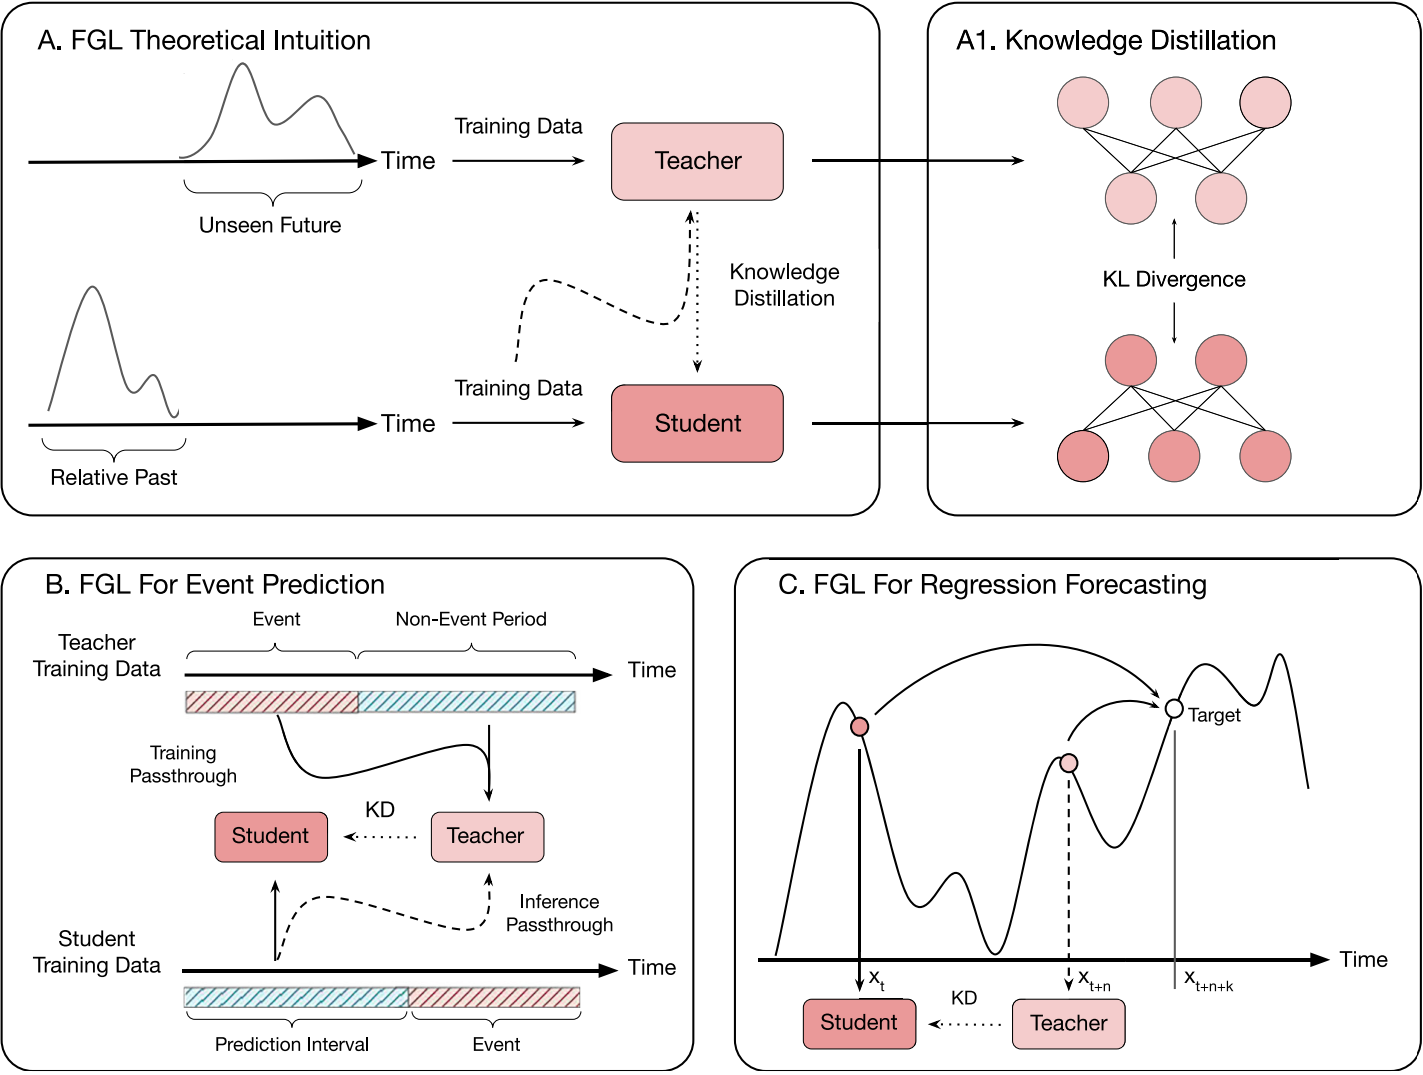 A. FGL Theoretical Intuition
Training Data
Time
Teacher
Unseen Future
Knowledge
Distillation
Training Data
Time
Student
Relative Past
A1. Knowledge Distillation
KL Divergence
B. FGL For Event Prediction
Event
Non-Event Period
Teacher
Training Data
Time
Training
Passthrough
Student
KD
Teacher
Inference
Passthrough
Student
Training Data
Time
Prediction Interval
Event
C. FGL For Regression Forecasting
Target
Time
x_t
x_{t+n}
x_{t+n+k}
Student
KD
Teacher